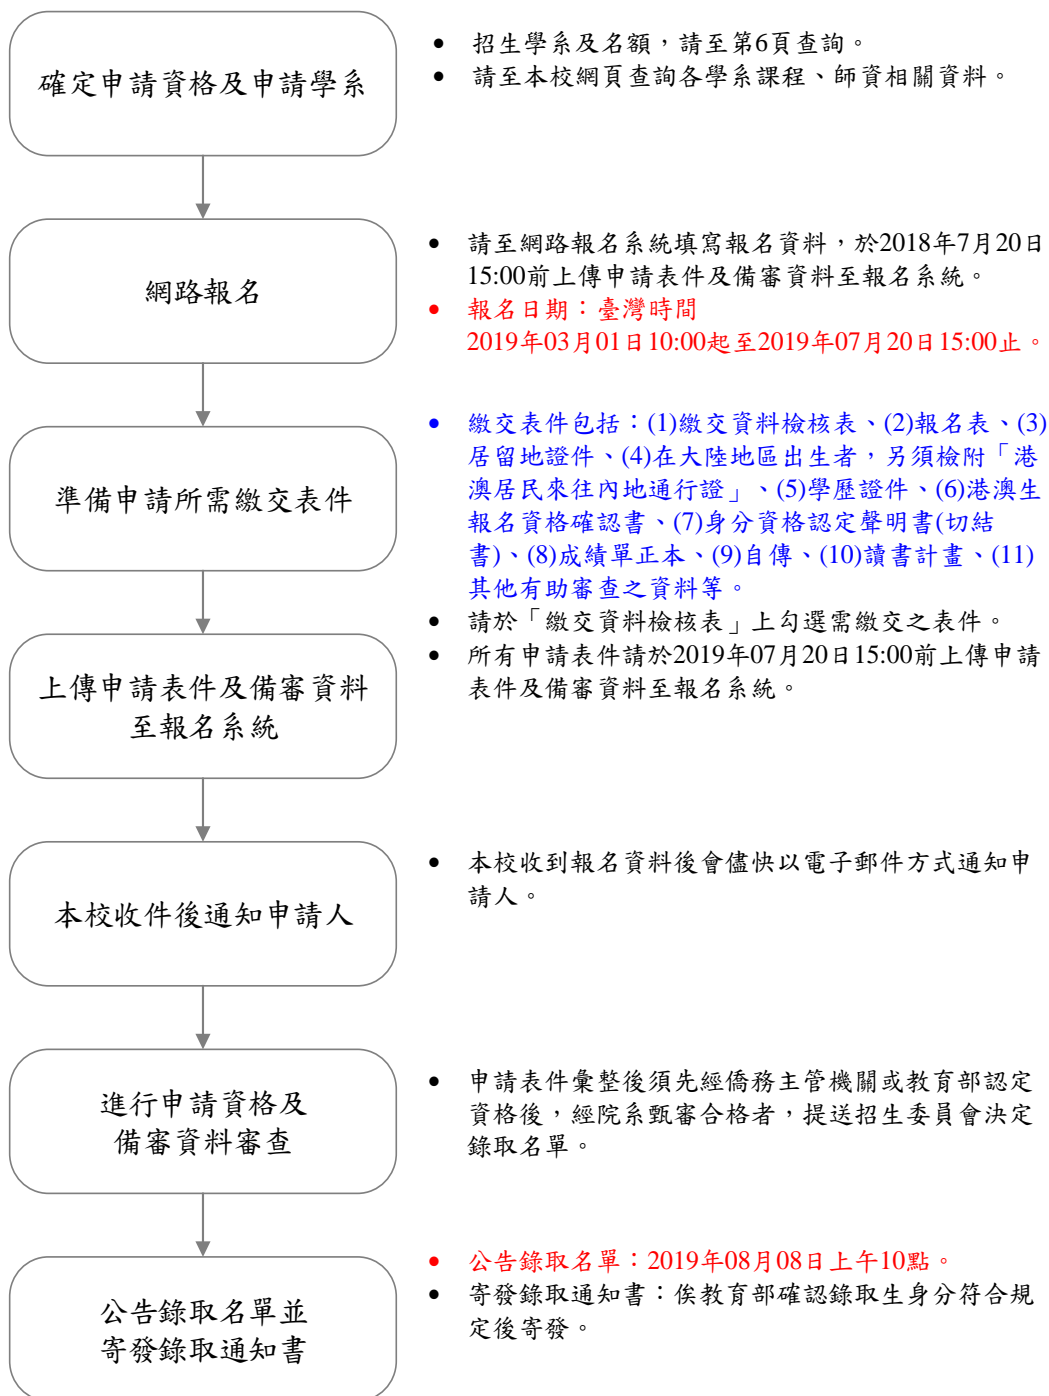 確定申請資格及申請學系
• 招生學系及名額，請至第6頁查詢。
• 請至本校網頁查詢各學系課程、師資相關資料。
網路報名
• 請至網路報名系統填寫報名資料，於2018年7月20日
15:00前上傳申請表件及備審資料至報名系統。
• 報名日期：臺灣時間
2019年03月01日10:00起至2019年07月20日15:00止。
準備申請所需繳交表件
• 繳交表件包括：(1)繳交資料檢核表、(2)報名表、(3)
居留地證件、(4)在大陸地區出生者，另須檢附「港
澳居民來往內地通行證」、(5)學歷證件、(6)港澳生
報名資格確認書、(7)身分資格認定聲明書(切結
書)、(8)成績單正本、(9)自傳、(10)讀書計畫、(11)
其他有助審查之資料等。
• 請於「繳交資料檢核表」上勾選需繳交之表件。
• 所有申請表件請於2019年07月20日15:00前上傳申請
表件及備審資料至報名系統。
上傳申請表件及備審資料
至報名系統
本校收件後通知申請人
• 本校收到報名資料後會儘快以電子郵件方式通知申
請人。
進行申請資格及
備審資料審查
• 申請表件彙整後須先經僑務主管機關或教育部認定
資格後，經院系甄審合格者，提送招生委員會決定
錄取名單。
公告錄取名單並
寄發錄取通知書
• 公告錄取名單：2019年08月08日上午10點。
• 寄發錄取通知書：俟教育部確認錄取生身分符合規
定後寄發。